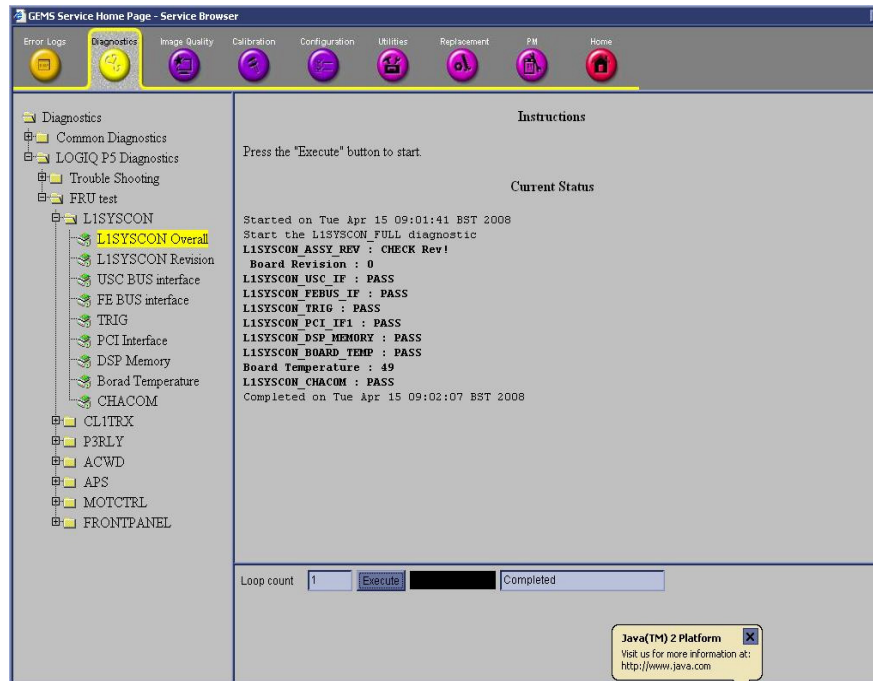 GEMS Service Home Page - Service Browser
Error Logs
Diagnostics
Image Quality
Calibration
Configuration
Utilities
Replacement
PM
Home
Diagnostics
Common Diagnostics
LOGIQ P5 Diagnostics
Trouble Shooting
FRU test
L1SYSCON
L1SYSCON Overall
L1SYSCON Revision
USC BUS interface
FE BUS interface
TRIG
PCI Interface
DSP Memory
Borad Temperature
CHACOM
CL1TRX
P3RLY
ACWD
APS
MOTCTRL
FRONTPANEL
Instructions
Press the "Execute" button to start.
Current Status
Started on Tue Apr 15 09:01:41 BST 2008
Start the L1SYSCON_FULL diagnostic
L1SYSCON_ASSY_REV : CHECK Rev!
Board Revision : 0
L1SYSCON_USC_IF : PASS
L1SYSCON_FEBUS_IF : PASS
L1SYSCON_TRIG : PASS
L1SYSCON_PCI_IF1 : PASS
L1SYSCON_DSP_MEMORY : PASS
L1SYSCON_BOARD_TEMP : PASS
Board Temperature : 49
L1SYSCON_CHACOM : PASS
Completed on Tue Apr 15 09:02:07 BST 2008
Loop count 1 Execute Completed
Java(TM) 2 Platform
Visit us for more information at:
http://www.java.com